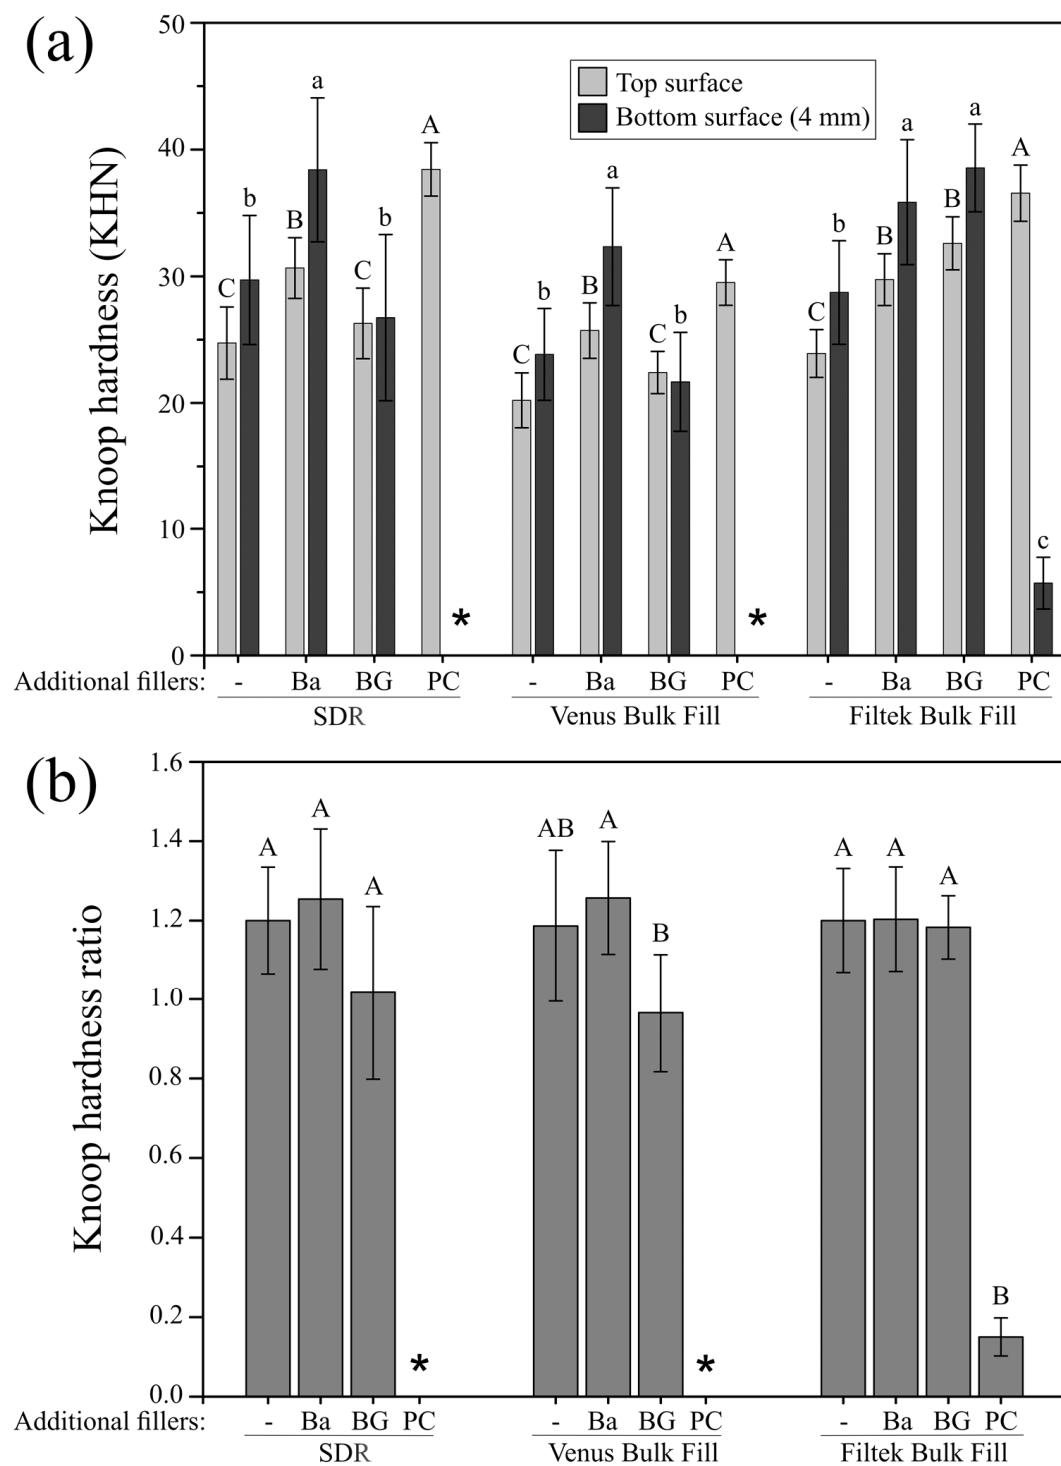 (a)
50
40
30
20
10
0
Knoop hardness (KHN)
Top surface
Bottom surface (4 mm)
C b B a C b A *
C b B a C b A *
C b B a B a A c
Additional fillers: - Ba BG PC - Ba BG PC - Ba BG PC
SDR Venus Bulk Fill Filtek Bulk Fill
(b)
1.6
1.4
1.2
1.0
0.8
0.6
0.4
0.2
0.0
Knoop hardness ratio
A A A *
AB A B *
A A A B
Additional fillers: - Ba BG PC - Ba BG PC - Ba BG PC
SDR Venus Bulk Fill Filtek Bulk Fill